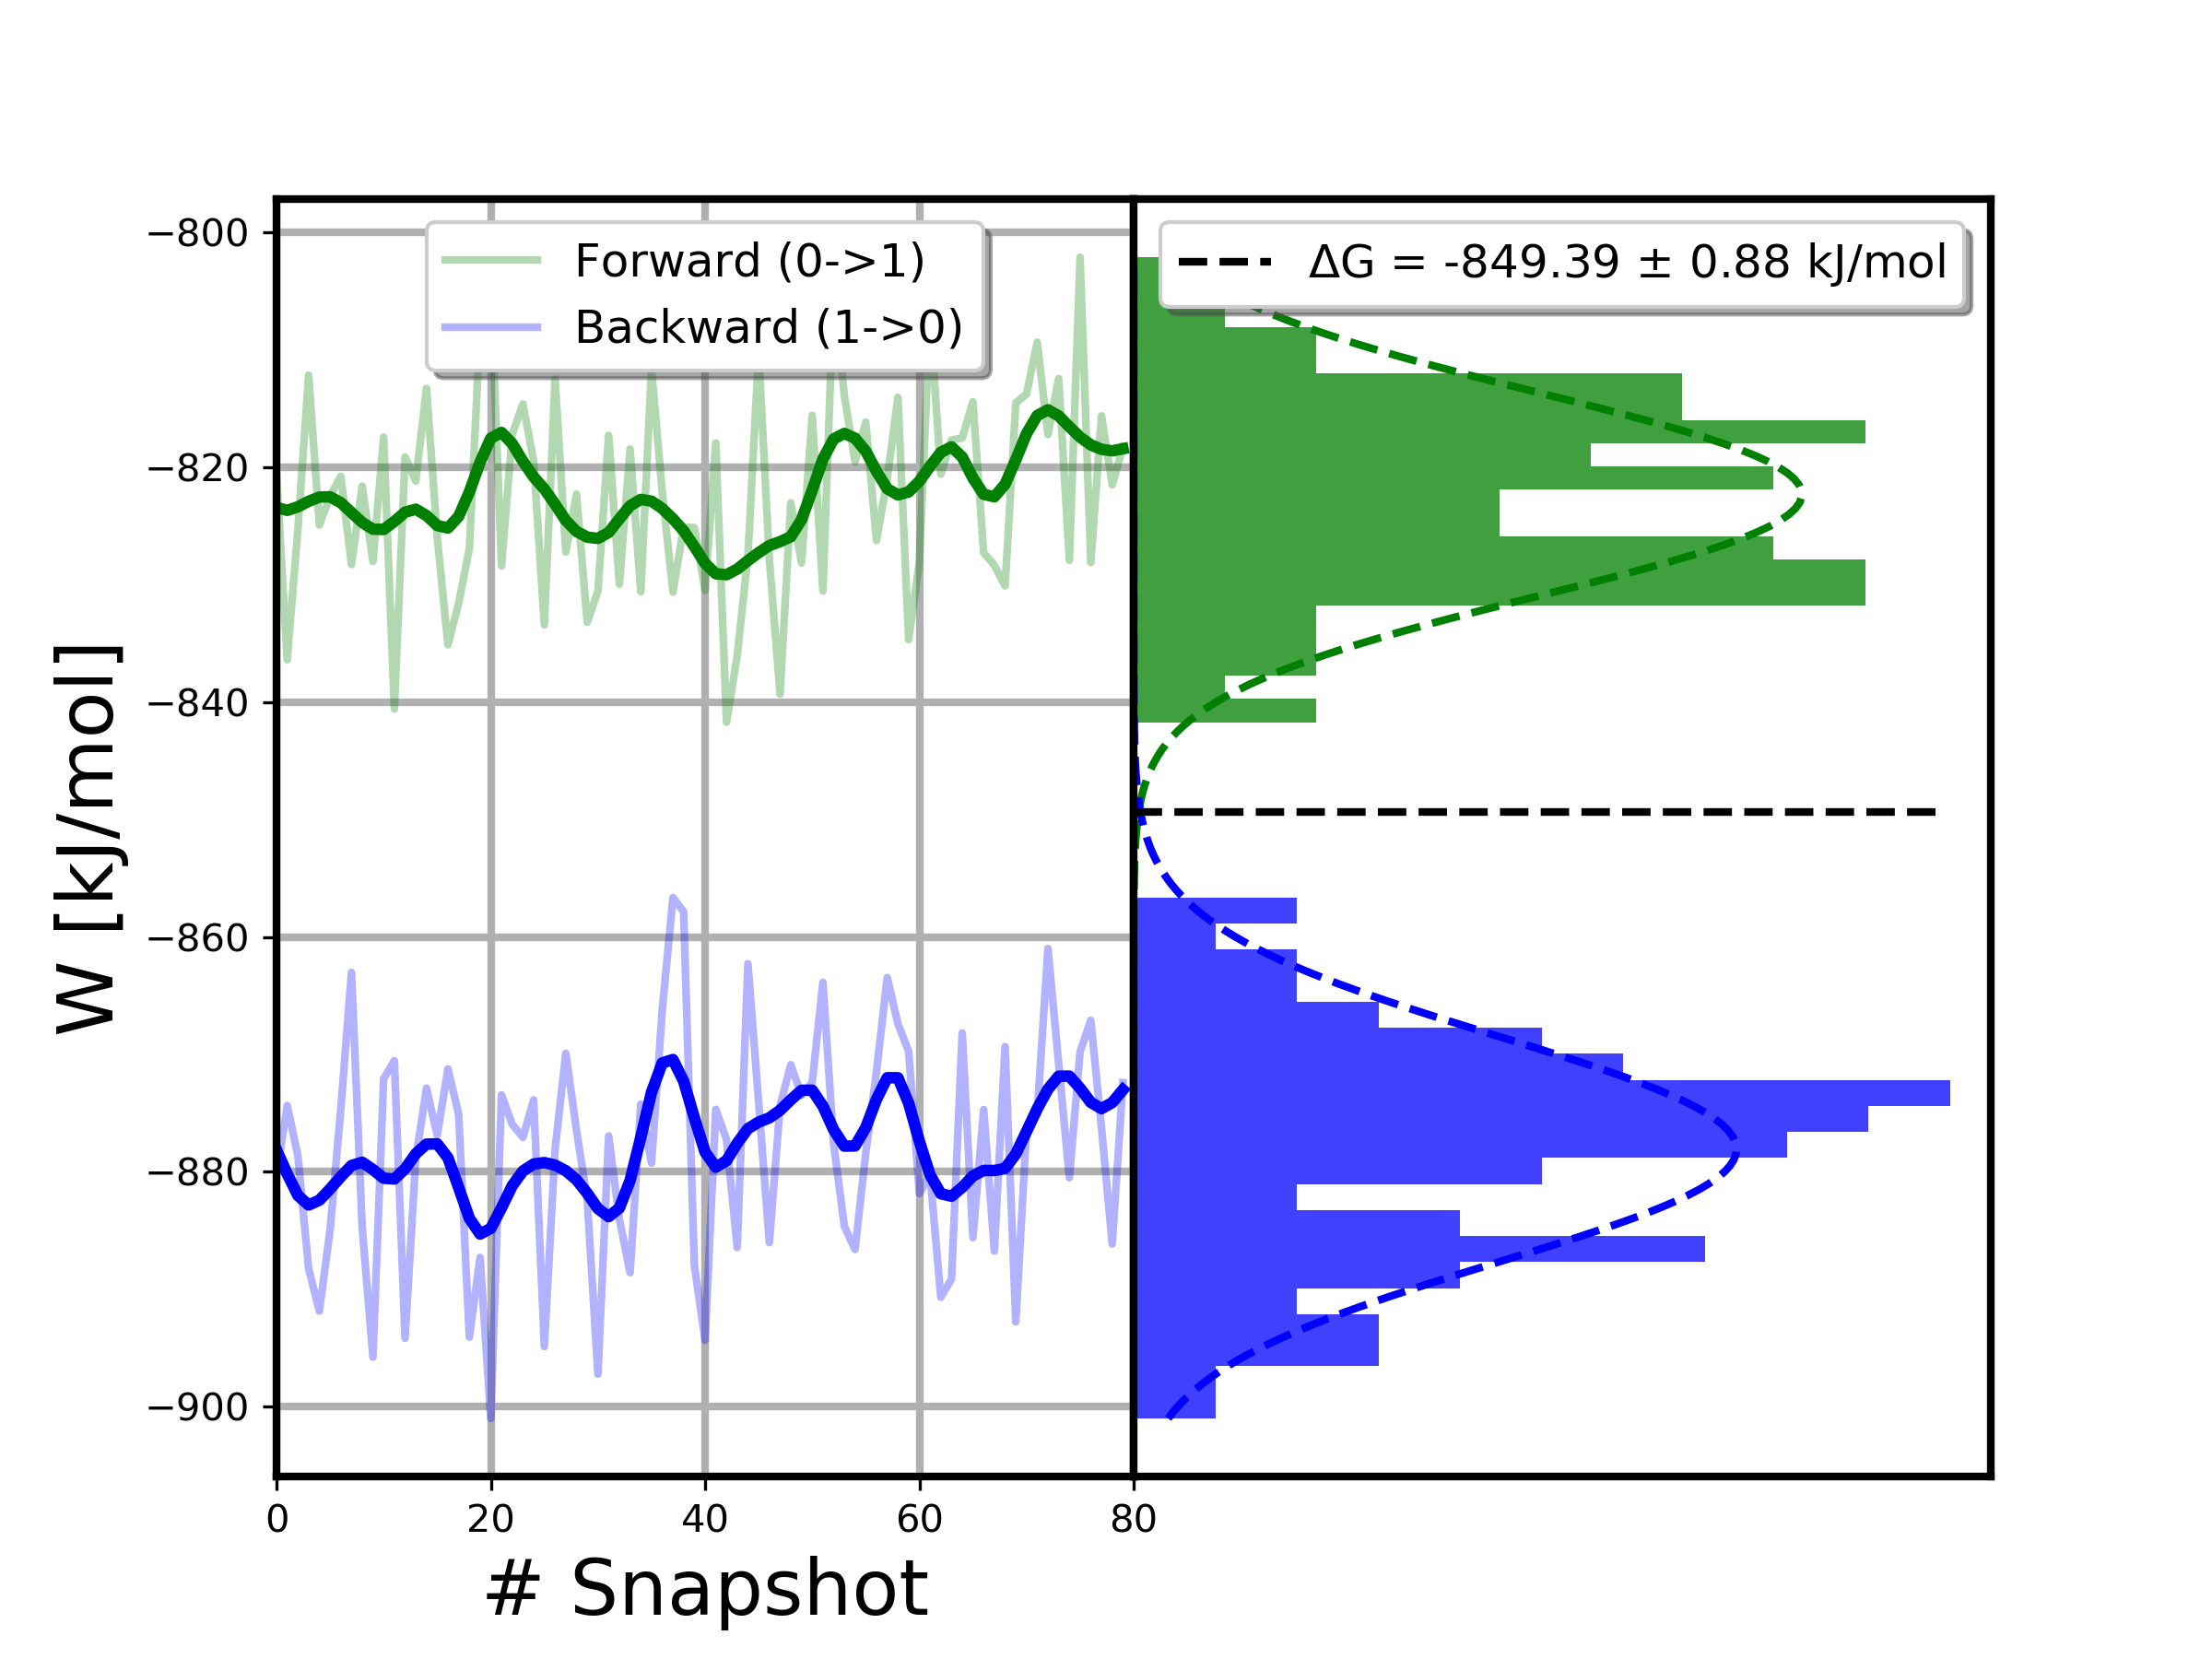 Forward (0->1)
Backward (1->0)
ΔG = -849.39 ± 0.88 kJ/mol
W [kJ/mol]
−800
−820
−840
−860
−880
−900
0 20 40 60 80
# Snapshot